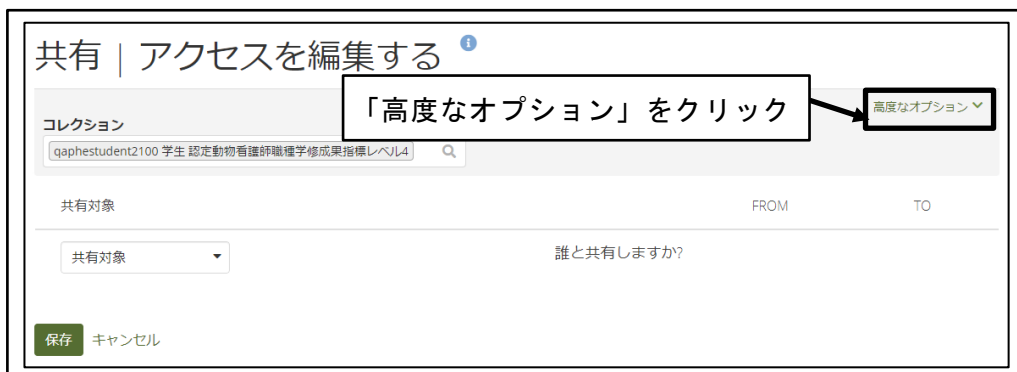 共有 | アクセスを編集する
「高度なオプション」をクリック
高度なオプション
コレクション
qaphestudent2100 学生 認定動物看護師職種学修成果指標レベル4
共有対象 FROM TO
共有対象 誰と共有しますか?
保存 キャンセル